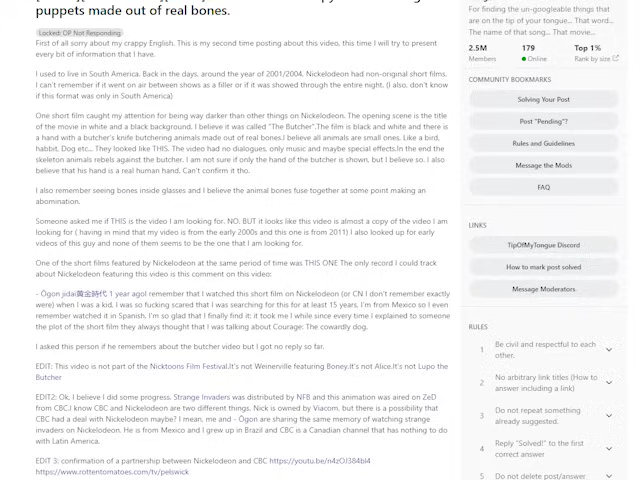 puppets made out of real bones.
Locked: OP Not Responding
First of all sorry about my crappy English. This is my second time posting about this video, this time I will try to present
every bit of information that I have.
I used to live in South America. Back in the days, around the year of 2001/2004. Nickelodeon had non-original short films.
I can't remember if it went on air between shows as a filler or if it was showed through the entire night. (I also. don't know
if this format was only in South America)
One short film caught my attention for being way darker than other things on Nickelodeon. The opening scene is the title
of the movie in white and a black background. I believe it was called "The Butcher".The film is black and white and there is
a hand with a butcher's knife butchering animals made out of real bones.I believe all animals are small ones. Like a bird,
habbit, Dog etc... They looked like THIS. The video had no dialogues, only music and maybe special effects.In the end the
skeleton animals rebels against the butcher. I am not sure if only the hand of the butcher is shown, but I believe so. I also
believe that his hand is a real human hand. Can't confirm it tho.
I also remember seeing bones inside glasses and I believe the animal bones fuse together at some point making an
abomination.
Someone asked me if THIS is the video I am looking for. NO. BUT it looks like this video is almost a copy of the video I am
looking for ( having in mind that my video is from the early 2000s and this one is from 2011) I also looked for up early
videos of this guy and none of them seems to be the one that I am looking for.
One of the short films featured by Nickelodeon at the same period of time was THIS ONE The only record I could track
about Nickelodeon featuring this video is this comment on this video:
- Ōgon jidai黄金時代 1 year agoI remember that I watched this short film on Nickelodeon (or CN I don't remember exactly
were) when I was a kid, I was so fucking scared that I was searching for this for at least 15 years. I'm from Mexico so I even
remember watched it in Spanish. I'm so glad that I finally find it: it took me I while since every time I explained to someone
the plot of the short film they always thought that I was talking about Courage: The cowardly dog.
I asked this person if he remembers about the butcher video but I got no reply so far.
EDIT: This video is not part of the Nicktoons Film Festival.It's not Weinerville featuring Boney.It's not Alice.It's not Lupo the
Butcher
EDIT2: Ok. I believe I did some progress. Strange Invaders was distributed by NFB and this animation was aired on ZeD
from CBC.I know CBC and Nickelodeon are two different things. Nick is owned by Viacom. but there is a possibility that
CBC had a deal with Nickelodeon maybe? I mean, me and - Ōgon are sharing the same memory of watching strange
invaders on Nickelodeon. He is from Mexico and I grew up in Brazil and CBC is a Canadian channel that has nothing to do
with Latin America.
EDIT 3: confirmation of a partnership between Nickelodeon and CBC https://youtu.be/n4zOJ384bl4
https://www.rottentomatoes.com/tv/pelswick
For finding the un-googleable things that
are on the tip of your tongue... That word...
The name of that song... That movie...
2.5M 179 Top 1%
Members Online Rank by size
COMMUNITY BOOKMARKS
Solving Your Post
Post "Pending"?
Rules and Guidelines
Message the Mods
FAQ
LINKS
TipOfMyTongue Discord
How to mark post solved
Message Moderators
RULES
1 Be civil and respectful to each
other.
2 No arbitrary link titles (How to
answer including a link)
3 Do not repeat something
already suggested.
4 Reply "Solved!" to the first
correct answer
5 Do not delete post/answer